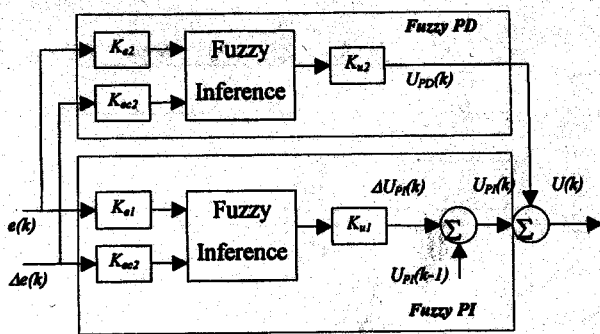 Fuzzy PD
Ke2
Fuzzy
Inference
Ku2
Kec2
UPD(k)
ΔUPI(k)
UPI(k)
U(k)
Ke1
Fuzzy
Inference
Ku1
Σ
Σ
e(k)
Kec2
Δe(k)
UPI(k-1)
Fuzzy PI